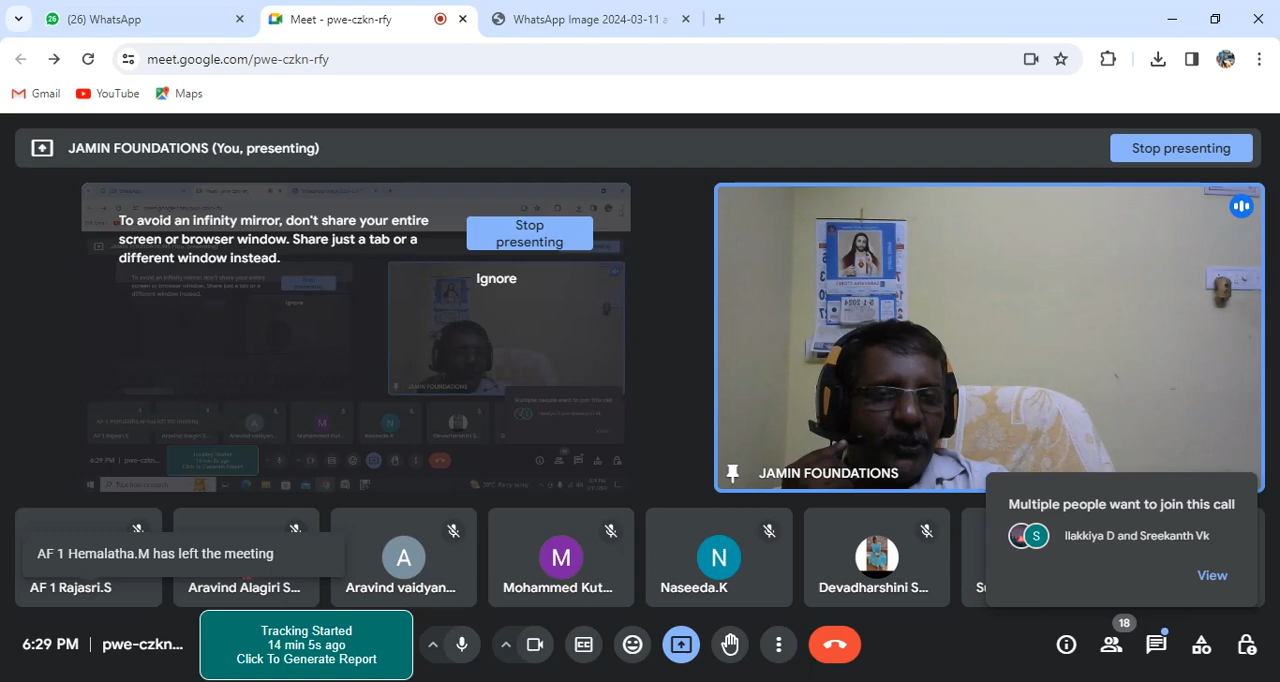 (26) WhatsApp
Meet - pwe-czkn-rfy
WhatsApp Image 2024-03-11 a
meet.google.com/pwe-czkn-rfy
Gmail
YouTube
Maps
JAMIN FOUNDATIONS (You, presenting)
Stop presenting
To avoid an infinity mirror, don't share your entire
screen or browser window. Share just a tab or a
different window instead.
Stop
presenting
Ignore
JAMIN FOUNDATIONS
Multiple people want to join this call
S
Ilakkiya D and Sreekanth Vk
View
AF 1 Hemalatha.M has left the meeting
AF 1 Rajasri.S
Aravind Alagiri S...
A
Aravind vaidyan...
M
Mohammed Kut...
N
Naseeda.K
Devadharshini S...
6:29 PM
pwe-czkn...
Tracking Started
14 min 5s ago
Click To Generate Report
18